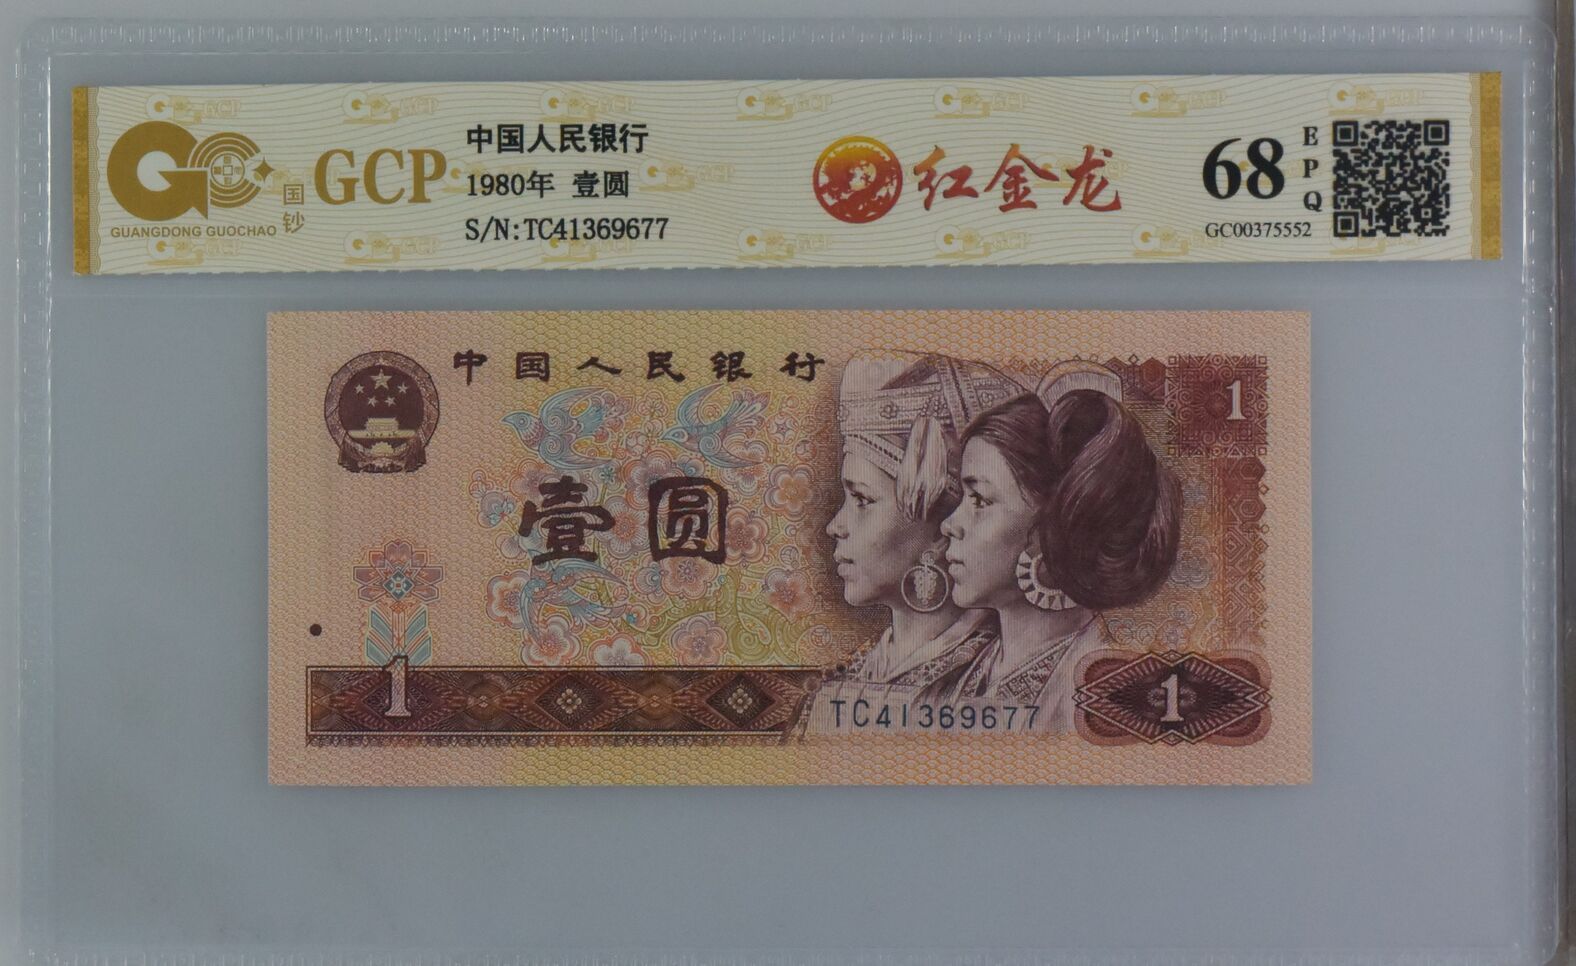 GUANGDONG GUOCHAO
国钞
GCP
中国人民银行
1980年 壹圆
S/N:TC41369677
红金龙
68
EPQ
GC00375552
中国人民银行
1
壹圆
1
TC41369677
1